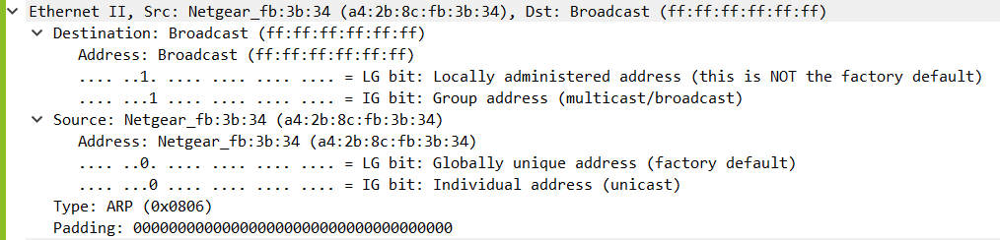 Ethernet II, Src: Netgear_fb:3b:34 (a4:2b:8c:fb:3b:34), Dst: Broadcast (ff:ff:ff:ff:ff:ff)
Destination: Broadcast (ff:ff:ff:ff:ff:ff)
Address: Broadcast (ff:ff:ff:ff:ff:ff)
.... ..1. .... .... .... .... = LG bit: Locally administered address (this is NOT the factory default)
.... ...1 .... .... .... .... = IG bit: Group address (multicast/broadcast)
Source: Netgear_fb:3b:34 (a4:2b:8c:fb:3b:34)
Address: Netgear_fb:3b:34 (a4:2b:8c:fb:3b:34)
.... ..0. .... .... .... .... = LG bit: Globally unique address (factory default)
.... ...0 .... .... .... .... = IG bit: Individual address (unicast)
Type: ARP (0x0806)
Padding: 000000000000000000000000000000000000